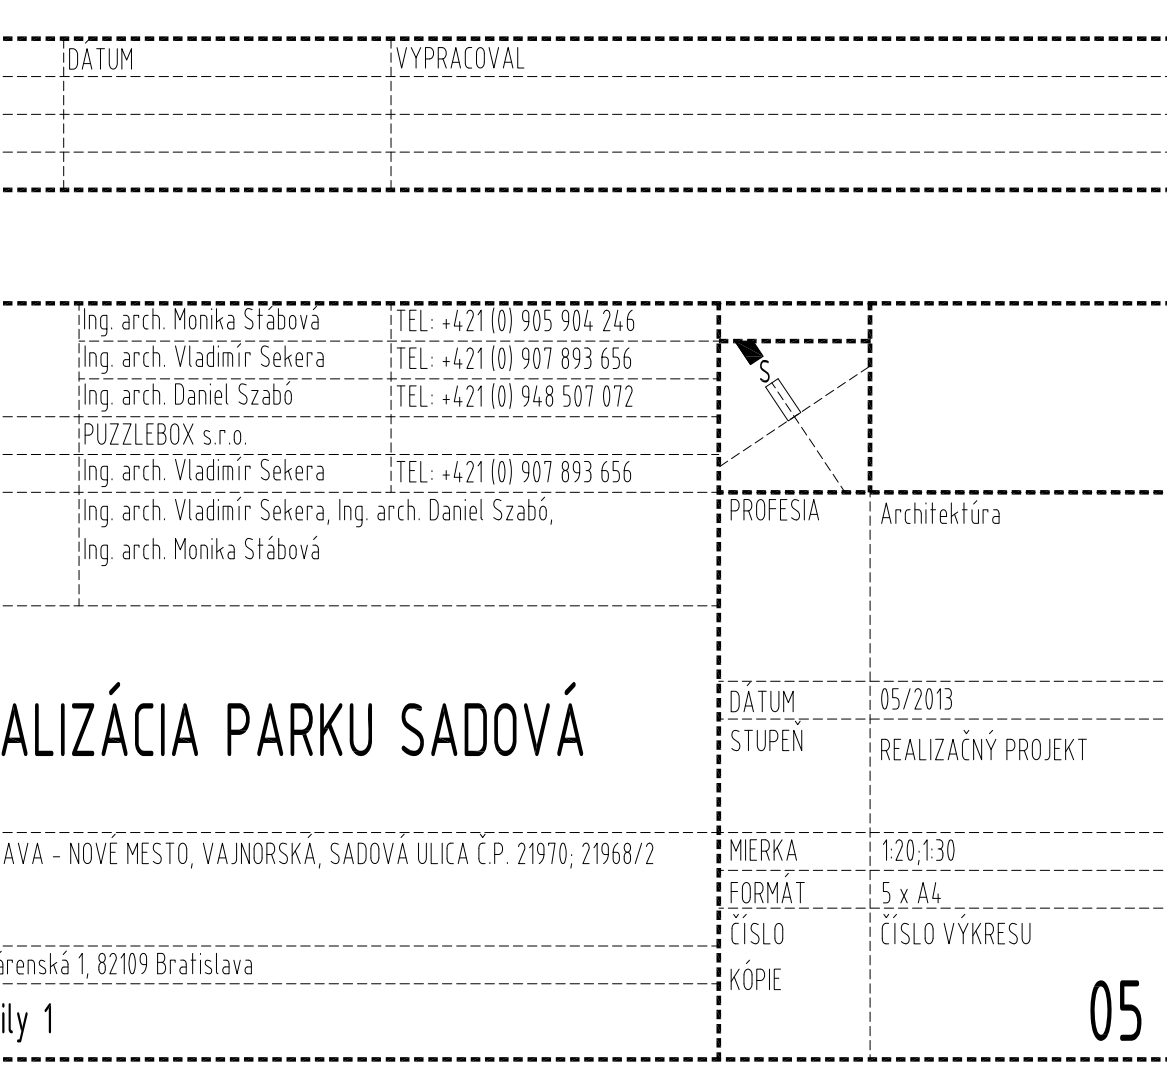 DÁTUM VYPRACOVAL
Ing. arch. Monika Štábová TEL: +421 (0) 905 904 246
Ing. arch. Vladimír Sekera TEL: +421 (0) 907 893 656
S
Ing. arch. Daniel Szabó TEL: +421 (0) 948 507 072
PUZZLEBOX s.r.o.
Ing. arch. Vladimír Sekera TEL: +421 (0) 907 893 656
Ing. arch. Vladimír Sekera, Ing. arch. Daniel Szabó,
Ing. arch. Monika Štábová
PROFESIA Architektúra
DÁTUM 05/2013
ALIZÁCIA PARKU SADOVÁ
STUPEŇ REALIZAČNÝ PROJEKT
AVA - NOVÉ MESTO, VAJNORSKÁ, SADOVÁ ULICA Č.P. 21970; 21968/2
MIERKA 1:20;1:30
FORMÁT 5 x A4
ČÍSLO ČÍSLO VÝKRESU
KÓPIE
árenská 1, 82109 Bratislava
ily 1
05